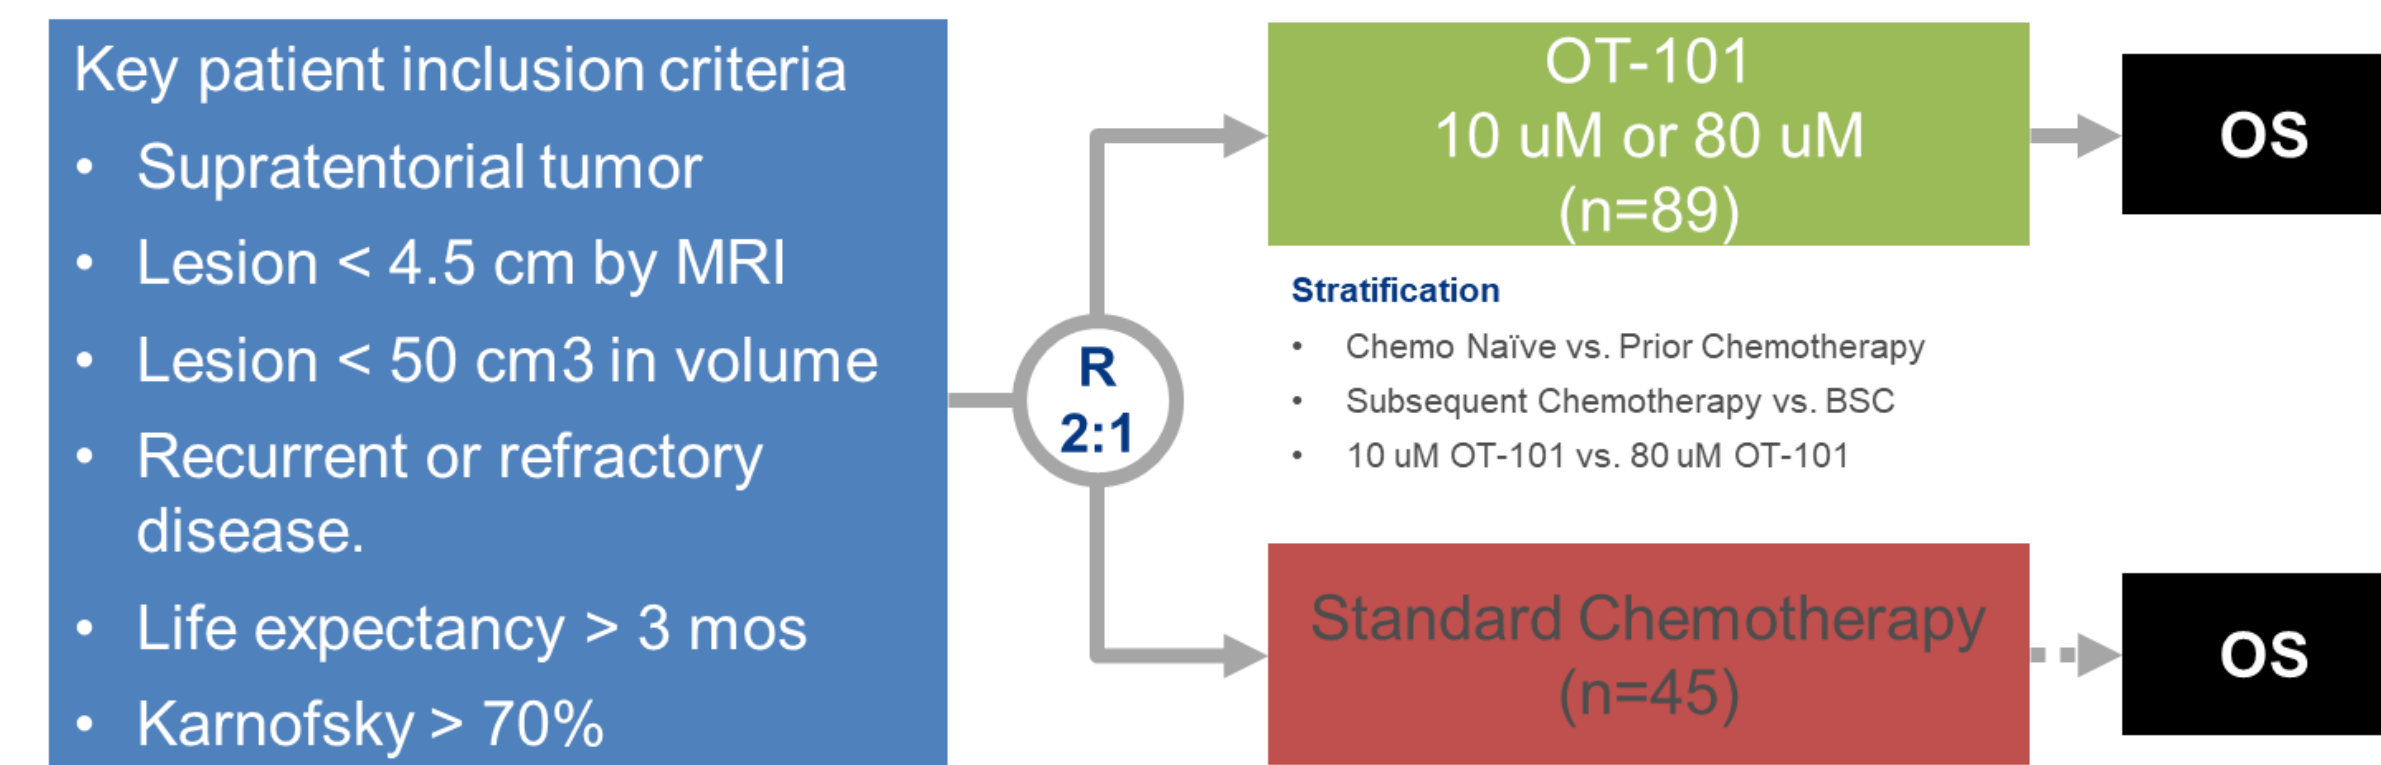 Key patient inclusion criteria
• Supratentorial tumor
• Lesion < 4.5 cm by MRI
• Lesion < 50 cm3 in volume
• Recurrent or refractory
disease.
• Life expectancy > 3 mos
• Karnofsky > 70%
R
2:1
OT-101
10 uM or 80 uM
(n=89)
OS
Stratification
• Chemo Naïve vs. Prior Chemotherapy
• Subsequent Chemotherapy vs. BSC
• 10 uM OT-101 vs. 80 uM OT-101
Standard Chemotherapy
(n=45)
OS